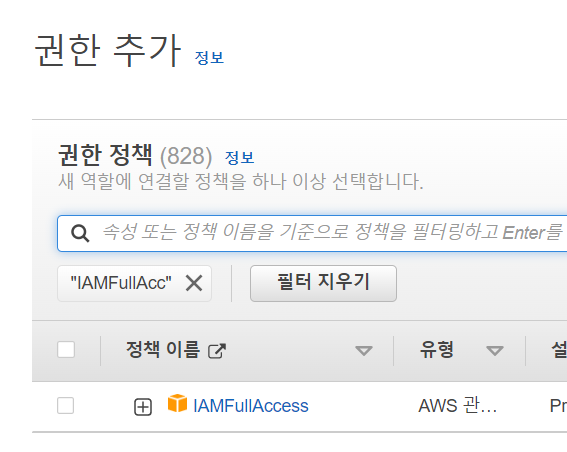 권한 추가 정보
권한 정책 (828) 정보
새 역할에 연결할 정책을 하나 이상 선택합니다.
속성 또는 정책 이름을 기준으로 정책을 필터링하고 Enter를
"IAMFullAcc" 필터 지우기
정책 이름 유형 설
IAMFullAccess AWS 관... Pr